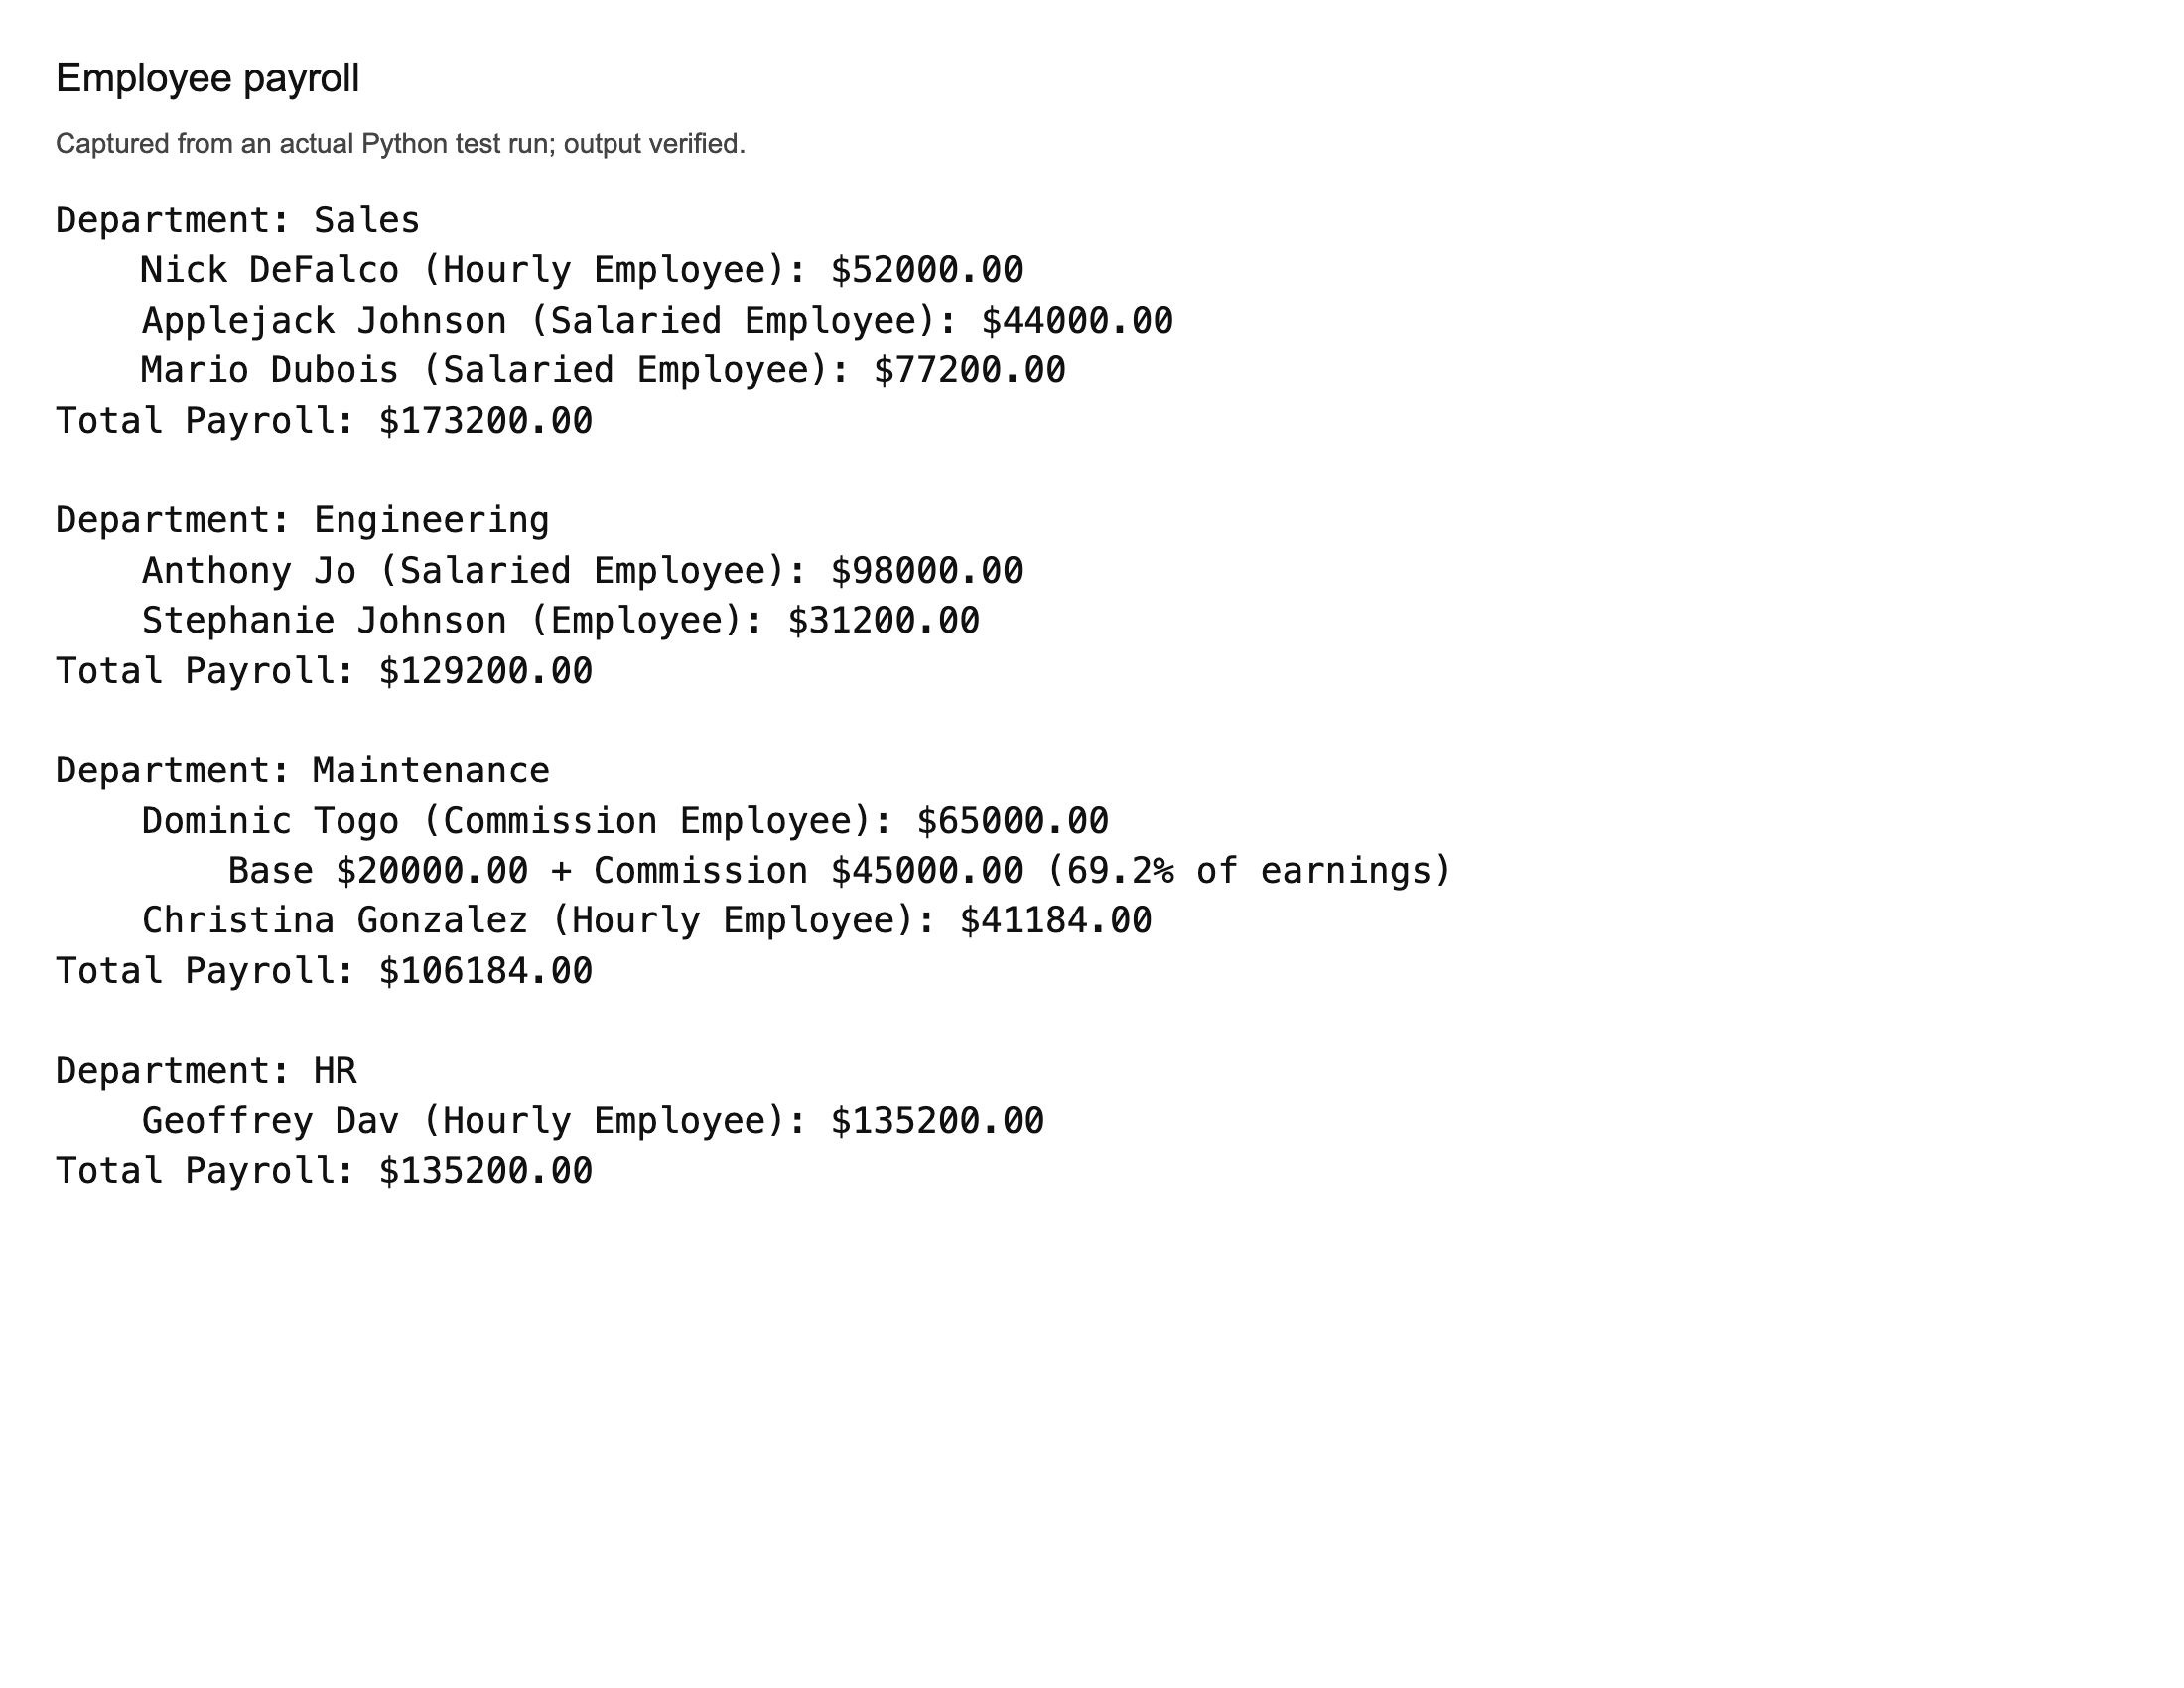 Employee payroll
Captured from an actual Python test run; output verified.
Department: Sales
Nick DeFalco (Hourly Employee): $52000.00
Applejack Johnson (Salaried Employee): $44000.00
Mario Dubois (Salaried Employee): $77200.00
Total Payroll: $173200.00
Department: Engineering
Anthony Jo (Salaried Employee): $98000.00
Stephanie Johnson (Employee): $31200.00
Total Payroll: $129200.00
Department: Maintenance
Dominic Togo (Commission Employee): $65000.00
Base $20000.00 + Commission $45000.00 (69.2% of earnings)
Christina Gonzalez (Hourly Employee): $41184.00
Total Payroll: $106184.00
Department: HR
Geoffrey Dav (Hourly Employee): $135200.00
Total Payroll: $135200.00